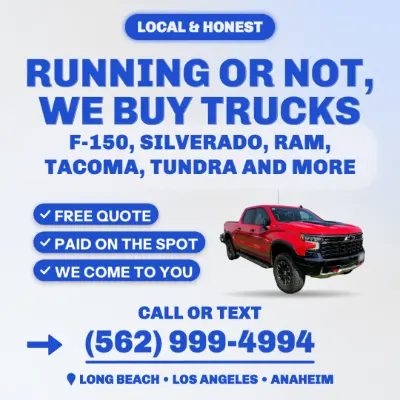 LOCAL & HONEST
RUNNING OR NOT,
WE BUY TRUCKS
F-150, SILVERADO, RAM,
TACOMA, TUNDRA AND MORE
FREE QUOTE
PAID ON THE SPOT
WE COME TO YOU
CALL OR TEXT
(562) 999-4994
LONG BEACH • LOS ANGELES • ANAHEIM